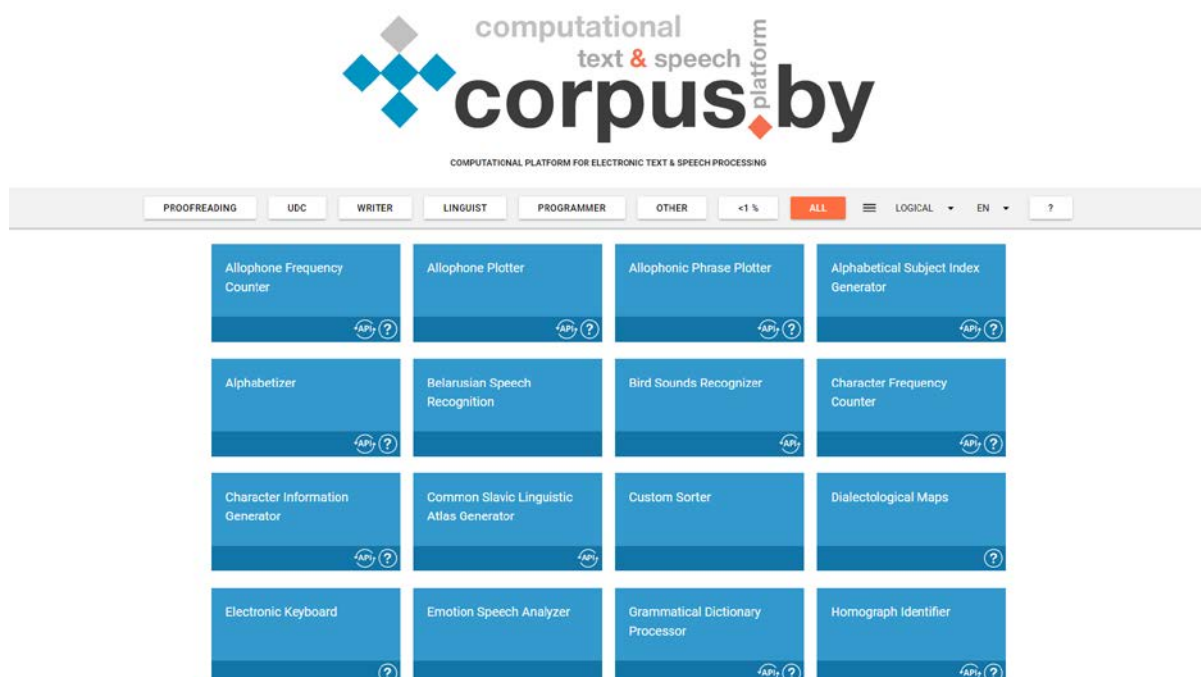 computational
text & speech
platform
corpus.by
COMPUTATIONAL PLATFORM FOR ELECTRONIC TEXT & SPEECH PROCESSING
PROOFREADING UDC WRITER LINGUIST PROGRAMMER OTHER <1 % ALL LOGICAL EN ?
Allophone Frequency
Counter
API ?
Allophone Plotter
API ?
Allophonic Phrase Plotter
API ?
Alphabetical Subject Index
Generator
API ?
Alphabetizer
API ?
Belarusian Speech
Recognition
Bird Sounds Recognizer
API
Character Frequency
Counter
API ?
Character Information
Generator
API ?
Common Slavic Linguistic
Atlas Generator
API
Custom Sorter
Dialectological Maps
?
Electronic Keyboard
?
Emotion Speech Analyzer
Grammatical Dictionary
Processor
API ?
Homograph Identifier
API ?